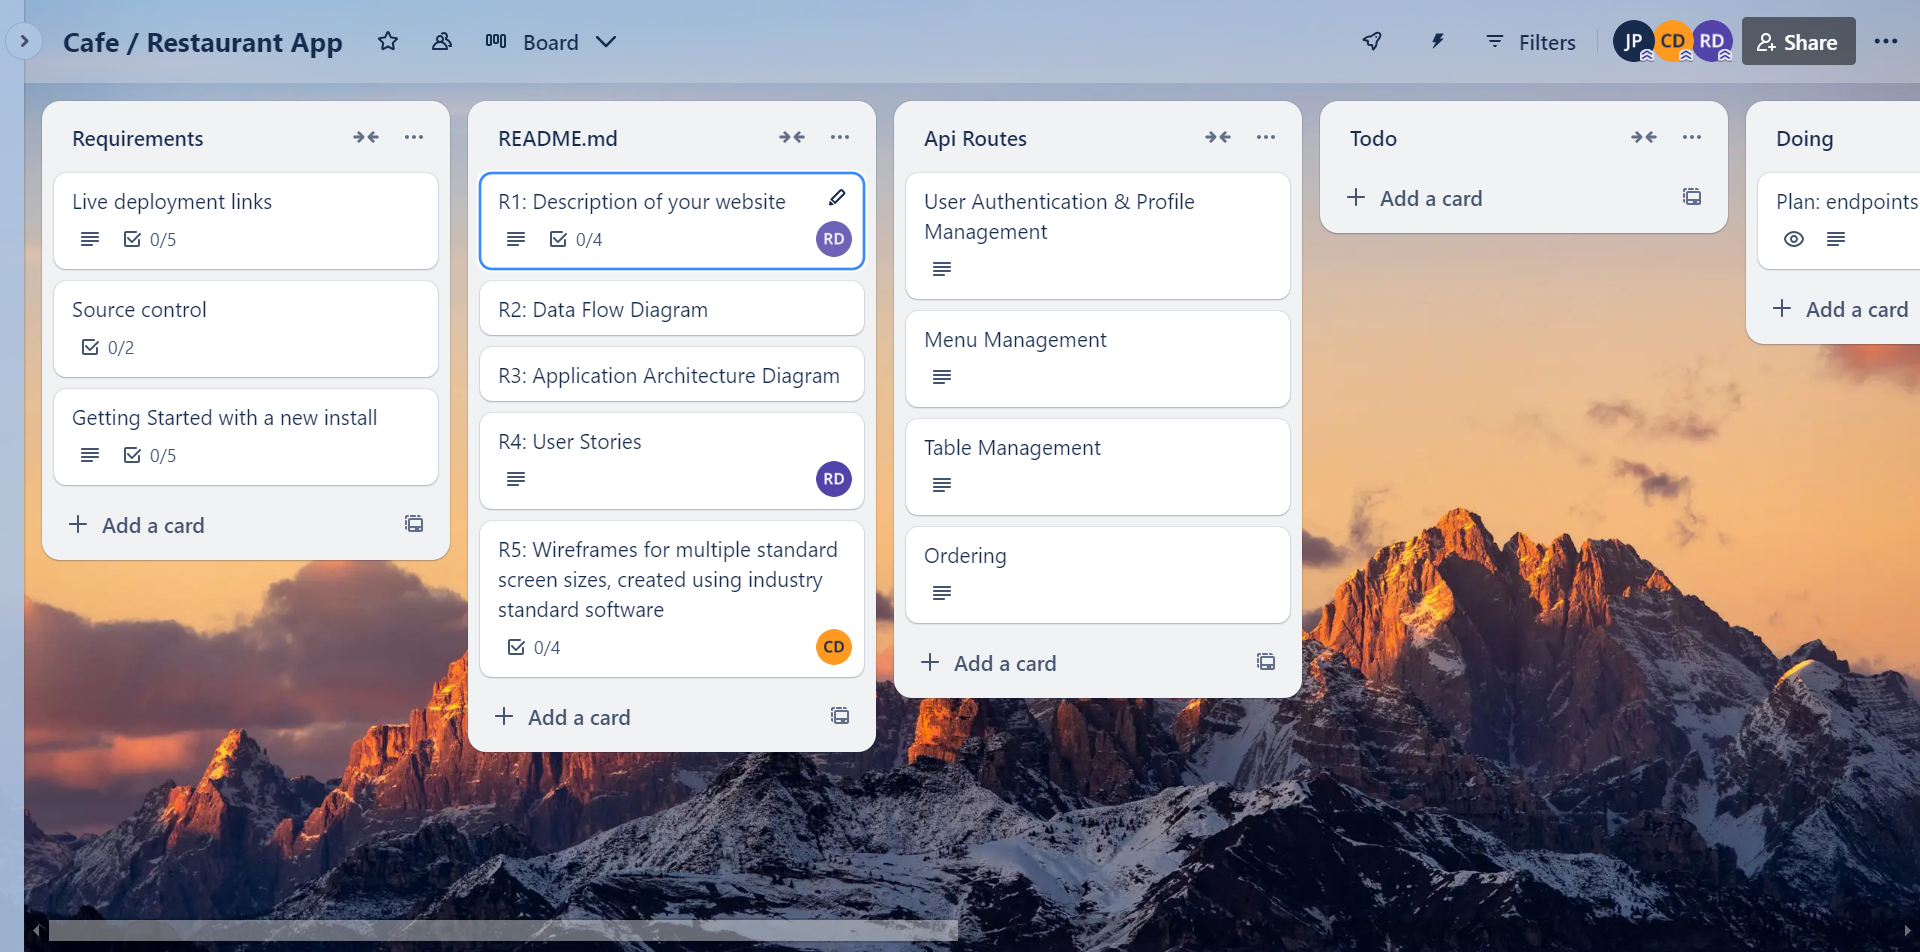 Cafe / Restaurant App
Board
Filters
JP
CD
RD
Share
Requirements
Live deployment links
0/5
Source control
0/2
Getting Started with a new install
0/5
Add a card
README.md
R1: Description of your website
0/4
RD
R2: Data Flow Diagram
R3: Application Architecture Diagram
R4: User Stories
RD
R5: Wireframes for multiple standard
screen sizes, created using industry
standard software
0/4
CD
Add a card
Api Routes
User Authentication & Profile
Management
Menu Management
Table Management
Ordering
Add a card
Todo
Add a card
Doing
Plan: endpoints
Add a card